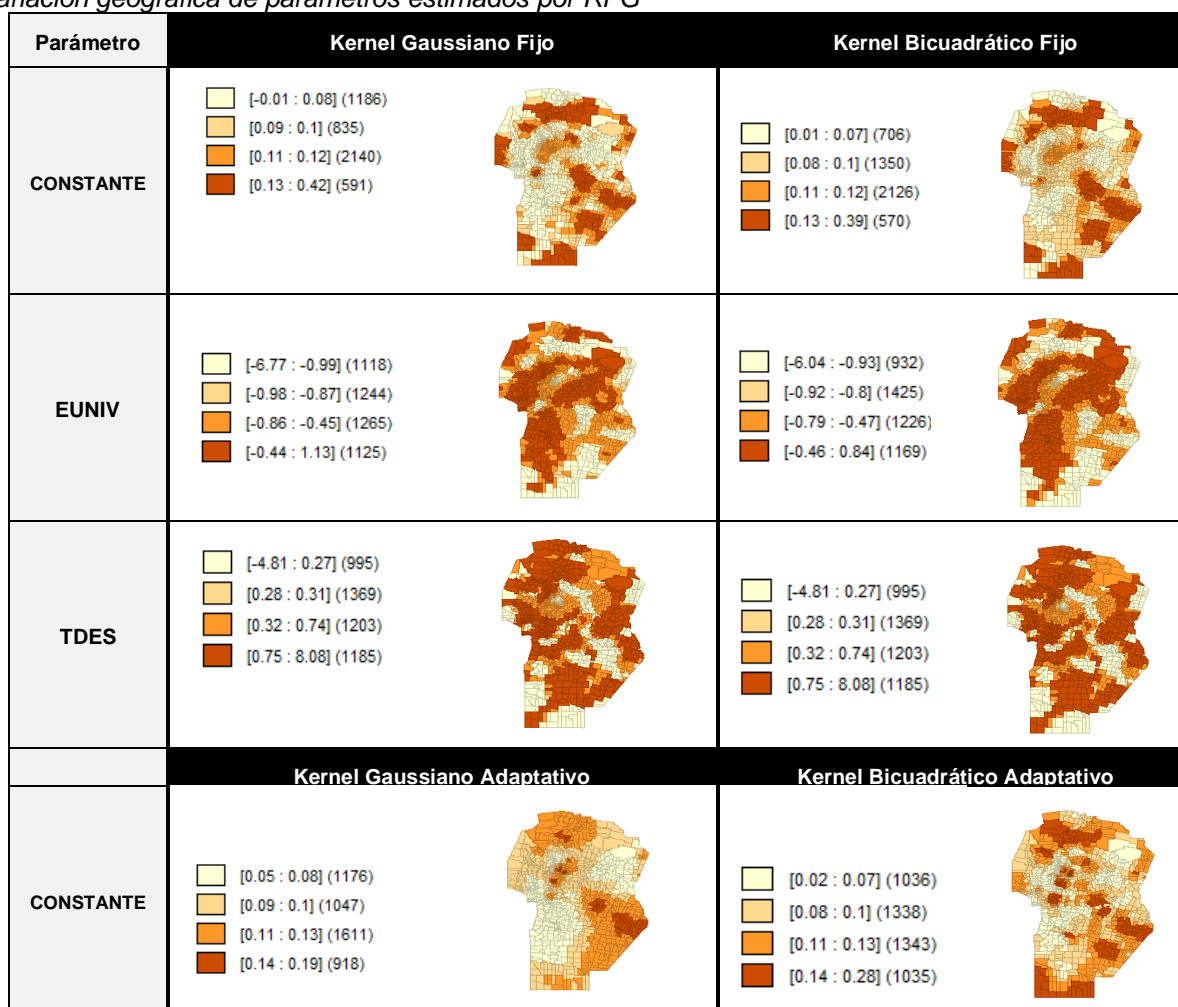 variación geográfica de parámetros estimados por RPG
Parámetro
Kernel Gaussiano Fijo
Kernel Bicuadrático Fijo
CONSTANTE
[-0.01 : 0.08] (1186)
[0.09 : 0.1] (835)
[0.11 : 0.12] (2140)
[0.13 : 0.42] (591)
[0.01 : 0.07] (706)
[0.08 : 0.1] (1350)
[0.11 : 0.12] (2126)
[0.13 : 0.39] (570)
EUNIV
[-6.77 : -0.99] (1118)
[-0.98 : -0.87] (1244)
[-0.86 : -0.45] (1265)
[-0.44 : 1.13] (1125)
[-6.04 : -0.93] (932)
[-0.92 : -0.8] (1425)
[-0.79 : -0.47] (1226)
[-0.46 : 0.84] (1169)
TDES
[-4.81 : 0.27] (995)
[0.28 : 0.31] (1369)
[0.32 : 0.74] (1203)
[0.75 : 8.08] (1185)
[-4.81 : 0.27] (995)
[0.28 : 0.31] (1369)
[0.32 : 0.74] (1203)
[0.75 : 8.08] (1185)
Kernel Gaussiano Adaptativo
Kernel Bicuadrático Adaptativo
CONSTANTE
[0.05 : 0.08] (1176)
[0.09 : 0.1] (1047)
[0.11 : 0.13] (1611)
[0.14 : 0.19] (918)
[0.02 : 0.07] (1036)
[0.08 : 0.1] (1338)
[0.11 : 0.13] (1343)
[0.14 : 0.28] (1035)